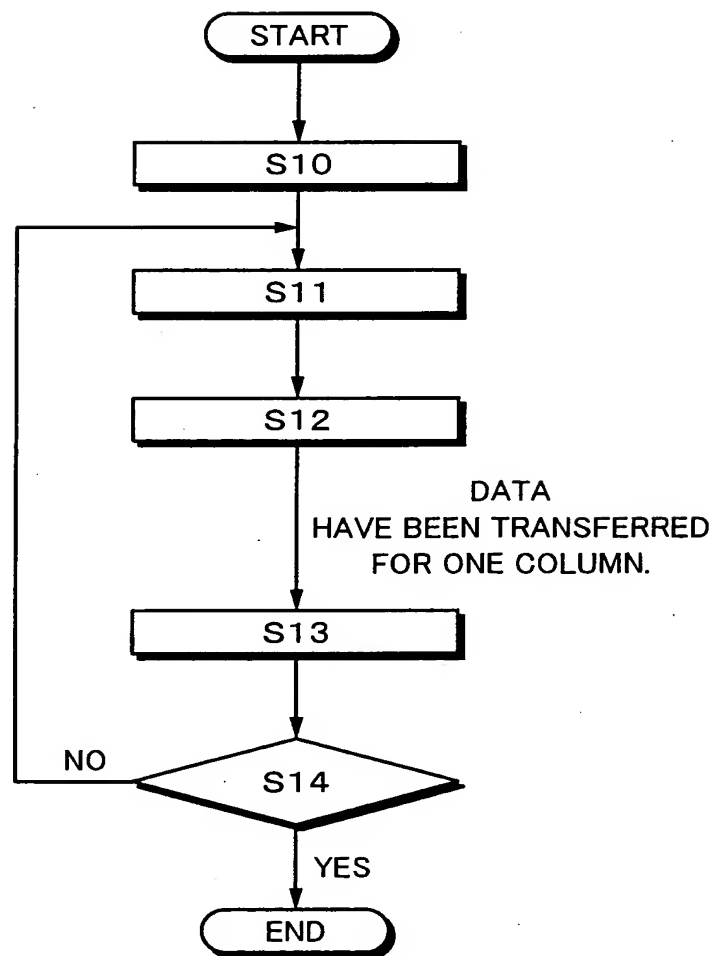 START
S10
S11
S12
DATA
HAVE BEEN TRANSFERRED
FOR ONE COLUMN.
S13
NO
S14
YES
END